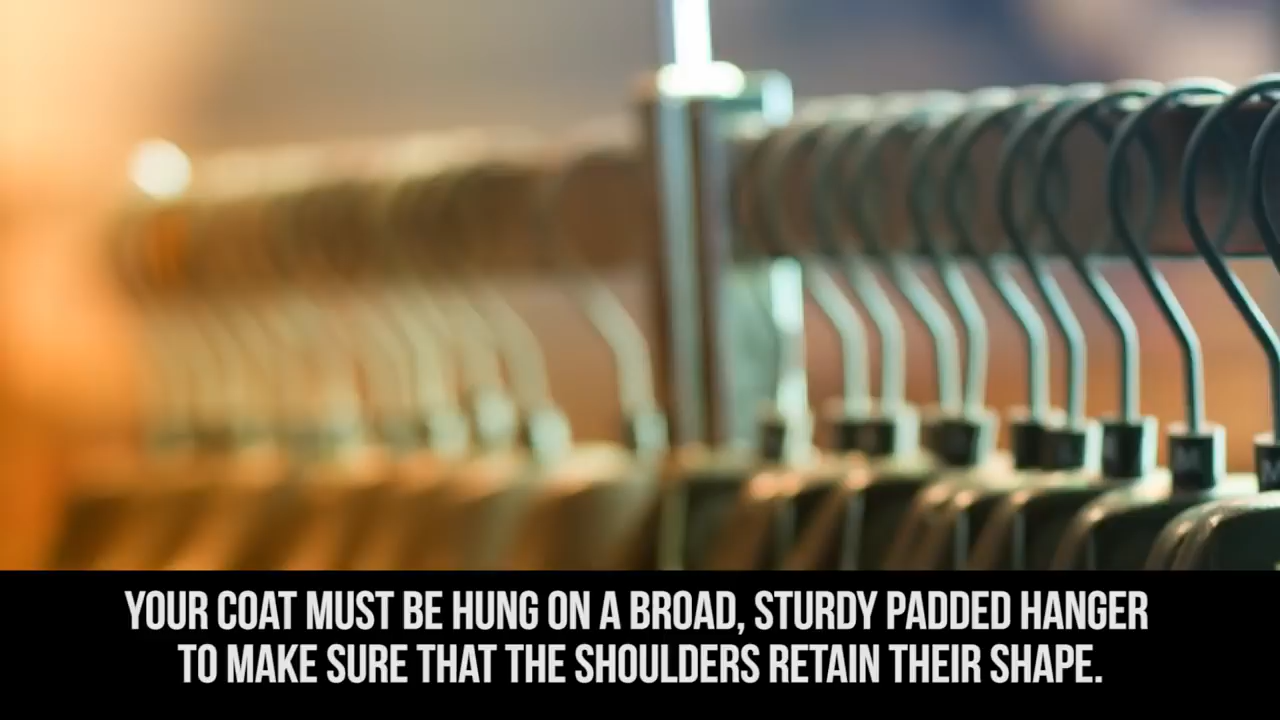 YOUR COAT MUST BE HUNG ON A BROAD, STURDY PADDED HANGER
TO MAKE SURE THAT THE SHOULDERS RETAIN THEIR SHAPE.